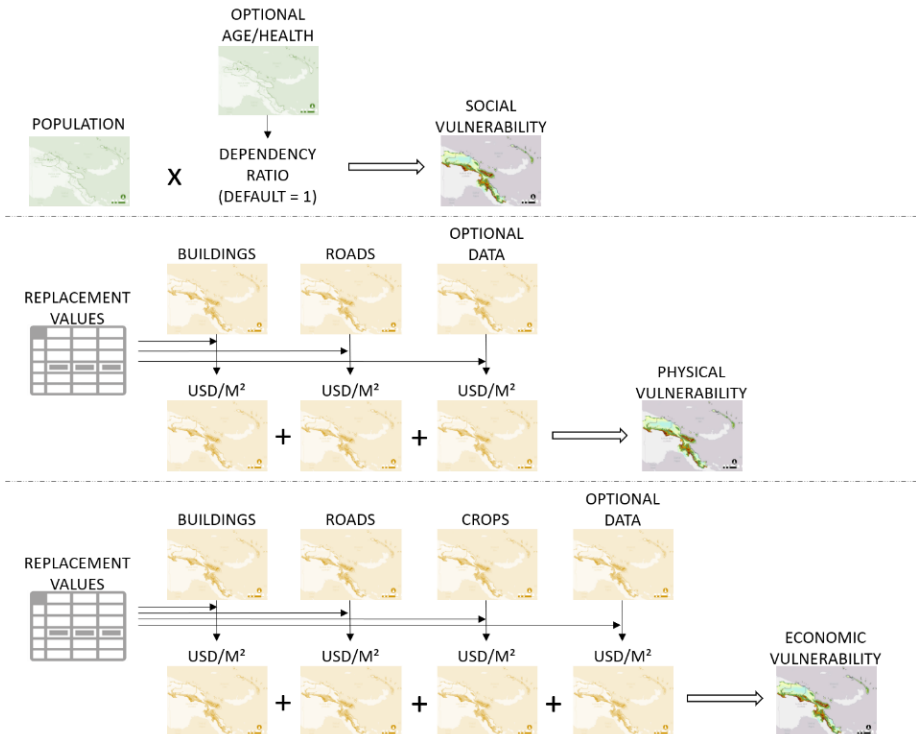 OPTIONAL
AGE/HEALTH
POPULATION
X
DEPENDENCY
RATIO
(DEFAULT = 1)
SOCIAL
VULNERABILITY
BUILDINGS
ROADS
OPTIONAL
DATA
REPLACEMENT
VALUES
USD/M²
+
USD/M²
+
USD/M²
PHYSICAL
VULNERABILITY
BUILDINGS
ROADS
CROPS
OPTIONAL
DATA
REPLACEMENT
VALUES
USD/M²
+
USD/M²
+
USD/M²
+
USD/M²
ECONOMIC
VULNERABILITY